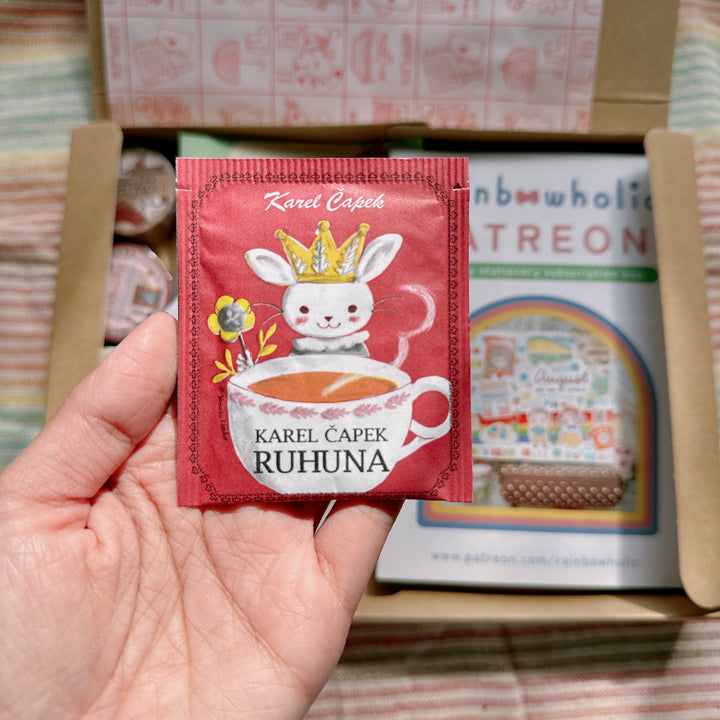 Karel Čapek
KAREL ČAPEK
RUHUNA
nbowholic
ATREON
stationery subscription box
August
www.patreon.com/rainbowholic